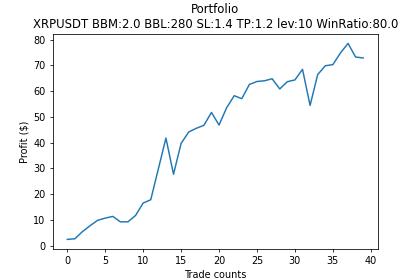 Portfolio
XRPUSDT BBM:2.0 BBL:280 SL:1.4 TP:1.2 lev:10 WinRatio:80.0
80
70
60
50
40
30
20
10
0
Profit ($)
0 5 10 15 20 25 30 35 40
Trade counts